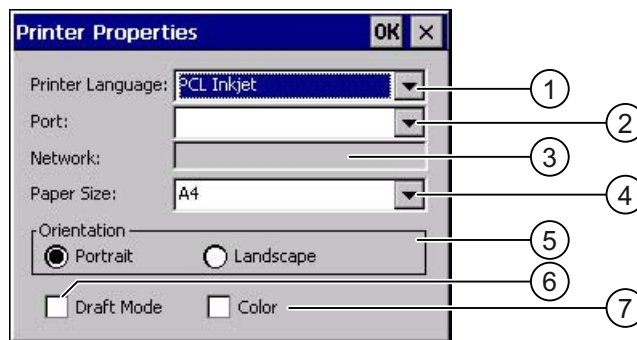 Printer Properties OK ×
Printer Language: PCL Inkjet 1
Port: 2
Network: 3
Paper Size: A4 4
Orientation 5
Portrait Landscape
6
Draft Mode Color 7